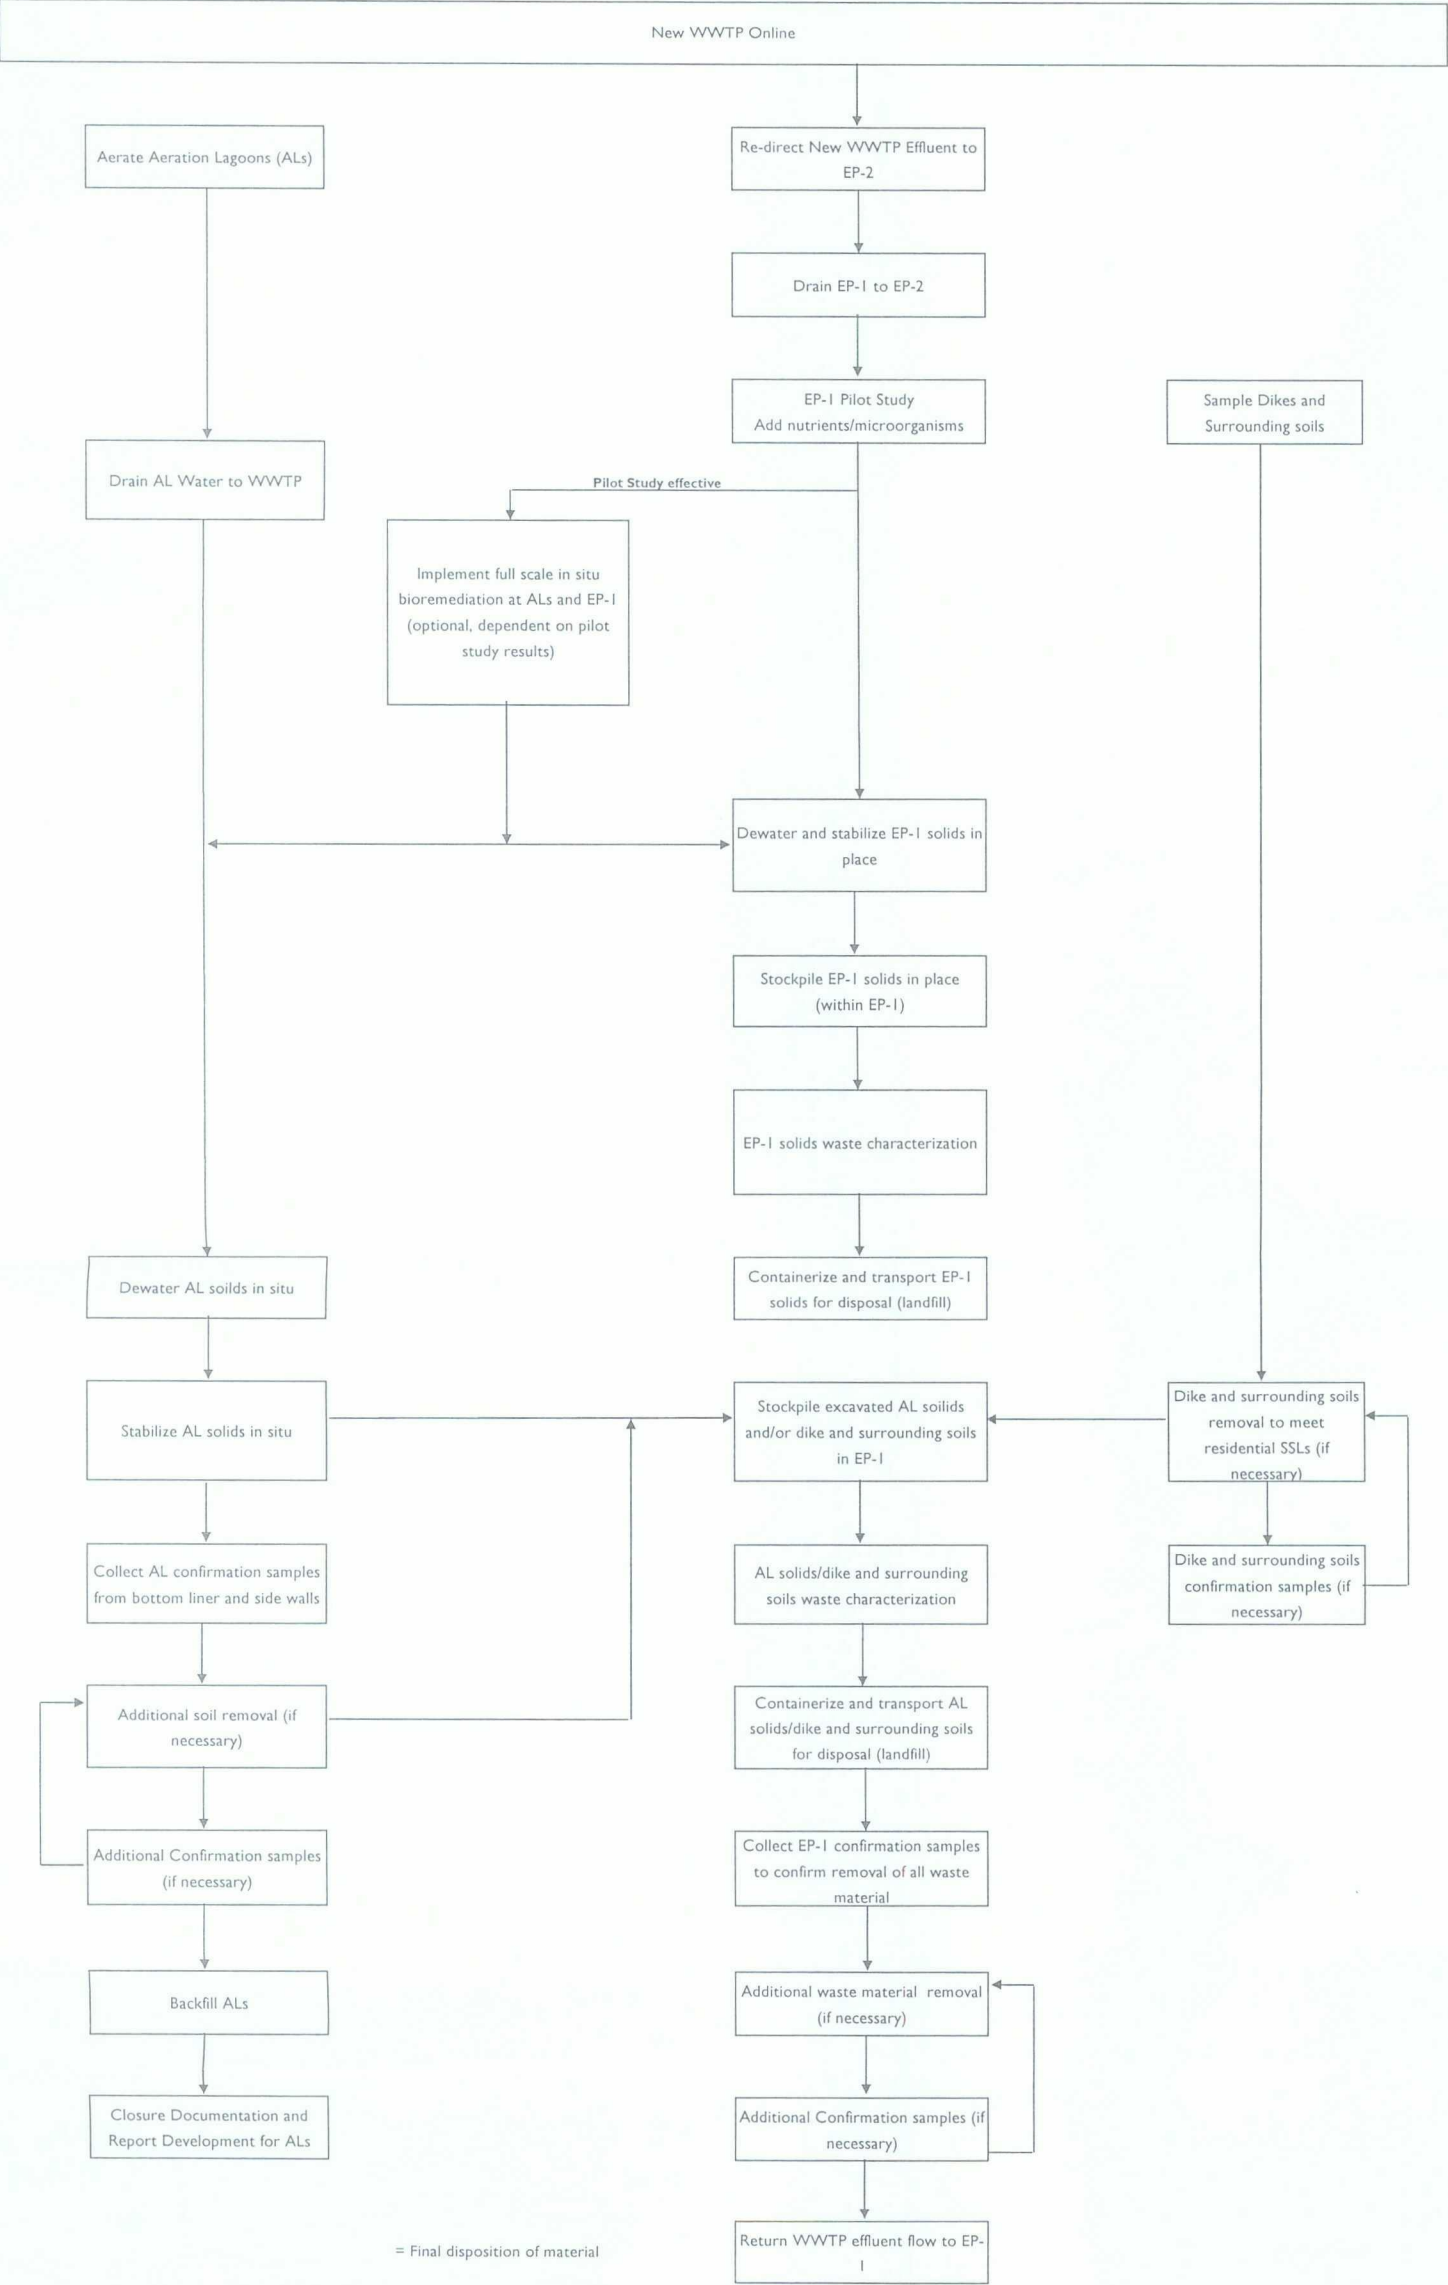 New WWTP Online
Aerate Aeration Lagoons (ALs)
Re-direct New WWTP Effluent to
EP-2
Drain EP-1 to EP-2
EP-1 Pilot Study
Add nutrients/microorganisms
Sample Dikes and
Surrounding soils
Drain AL Water to WWTP
Pilot Study effective
Implement full scale in situ
bioremediation at ALs and EP-1
(optional, dependent on pilot
study results)
Dewater and stabilize EP-1 solids in
place
Stockpile EP-1 solids in place
(within EP-1)
EP-1 solids waste characterization
Containerize and transport EP-1
solids for disposal (landfill)
Dewater AL soilds in situ
Stabilize AL solids in situ
Stockpile excavated AL soilids
and/or dike and surrounding soils
in EP-1
Dike and surrounding soils
removal to meet
residential SSLs (if
necessary)
Collect AL confirmation samples
from bottom liner and side walls
AL solids/dike and surrounding
soils waste characterization
Dike and surrounding soils
confirmation samples (if
necessary)
Additional soil removal (if
necessary)
Containerize and transport AL
solids/dike and surrounding soils
for disposal (landfill)
Additional Confirmation samples
(if necessary)
Collect EP-1 confirmation samples
to confirm removal of all waste
material
Backfill ALs
Additional waste material removal
(if necessary)
Closure Documentation and
Report Development for ALs
Additional Confirmation samples (if
necessary)
= Final disposition of material
Return WWTP effluent flow to EP-
1